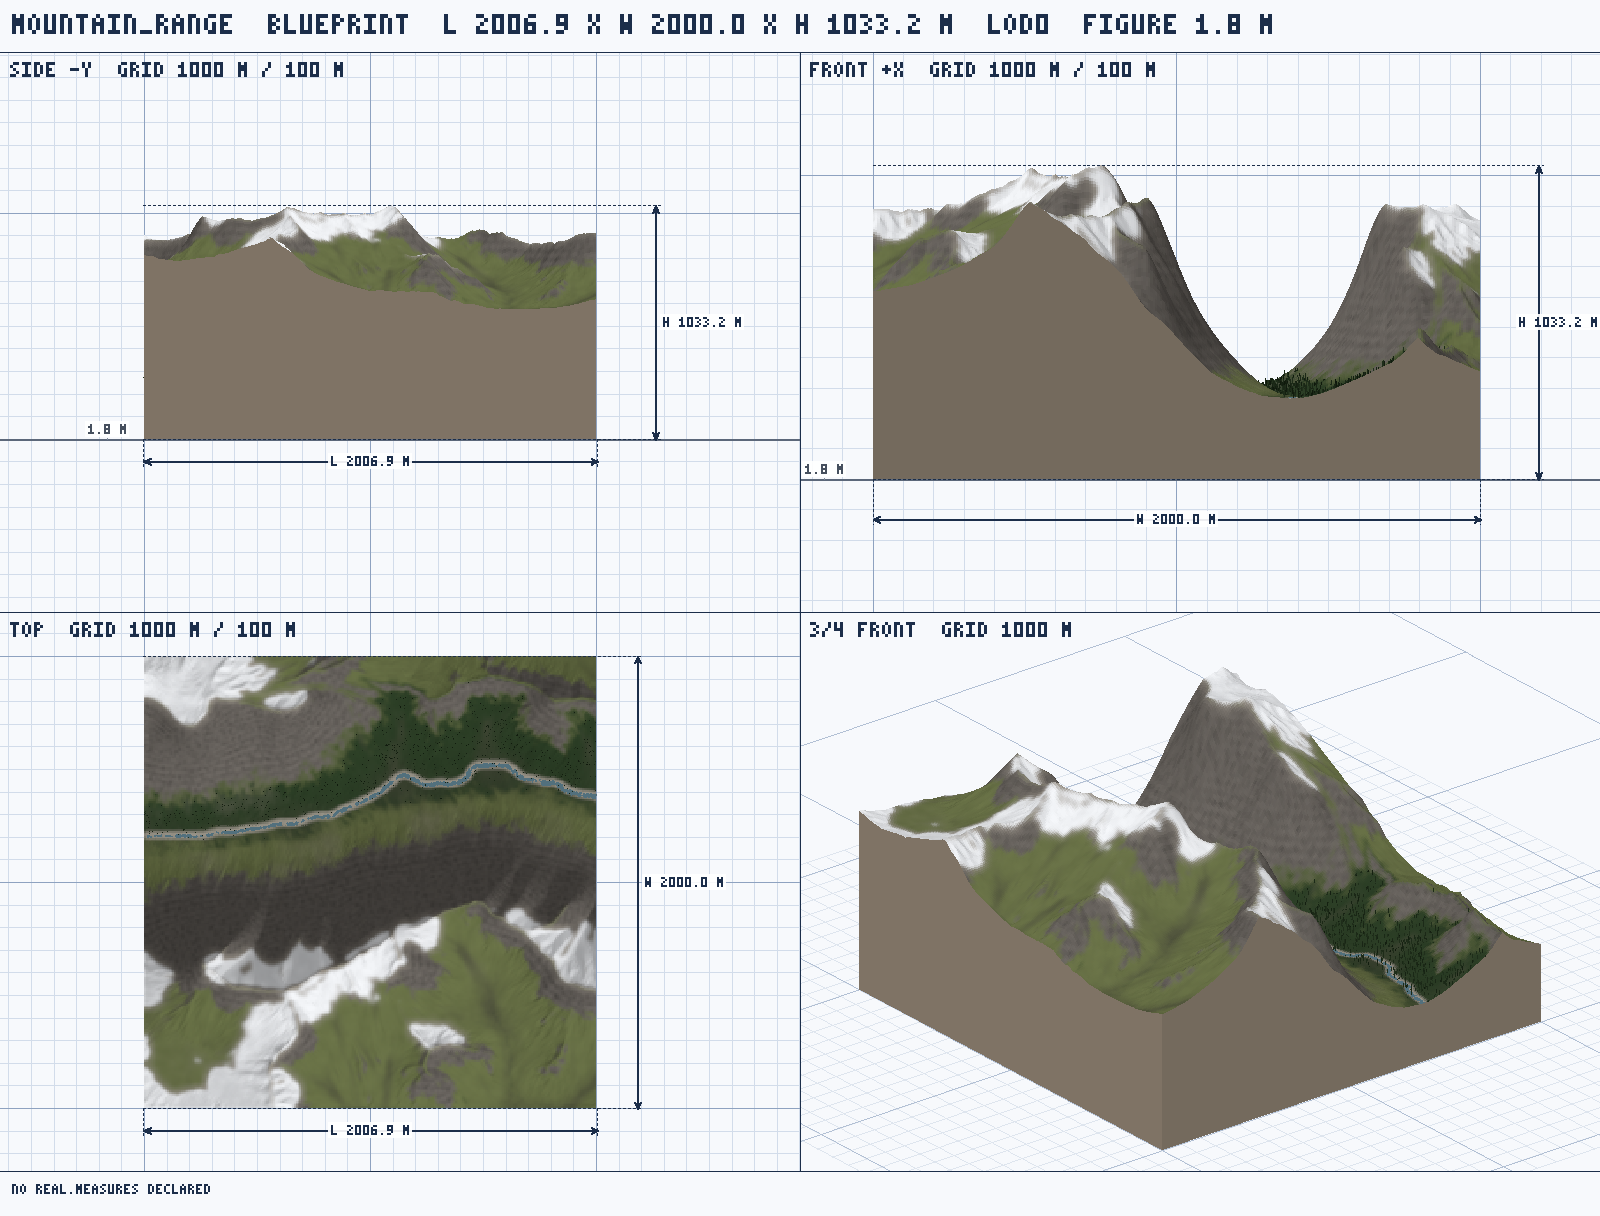 MOUNTAIN_RANGE BLUEPRINT L 2006.9 X W 2000.0 X H 1033.2 M LOD0 FIGURE 1.8 M
SIDE -Y GRID 1000 M / 100 M
H 1033.2 M
1.8 M
L 2006.9 M
FRONT +X GRID 1000 M / 100 M
H 1033.2 M
1.8 M
W 2000.0 M
TOP GRID 1000 M / 100 M
W 2000.0 M
L 2006.9 M
3/4 FRONT GRID 1000 M
NO REAL.MEASURES DECLARED